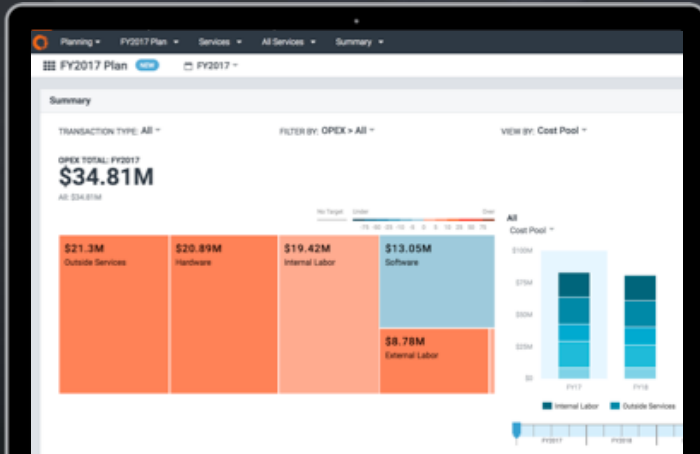 Planning FY2017 Plan Services All Services Summary
FY2017 Plan NEW FY2017
Summary
TRANSACTION TYPE: All FILTER BY: OPEX > All VIEW BY: Cost Pool
OPEX TOTAL: FY2017
$34.81M
All: $34.81M
No Target Under Over
All
Cost Pool
$21.3M
Outside Services
$20.89M
Hardware
$19.42M
Internal Labor
$13.05M
Software
$8.78M
External Labor
$100M
$75M
$50M
$25M
$0
FY17 FY18
Internal Labor Outside Services
FY2017 FY2018